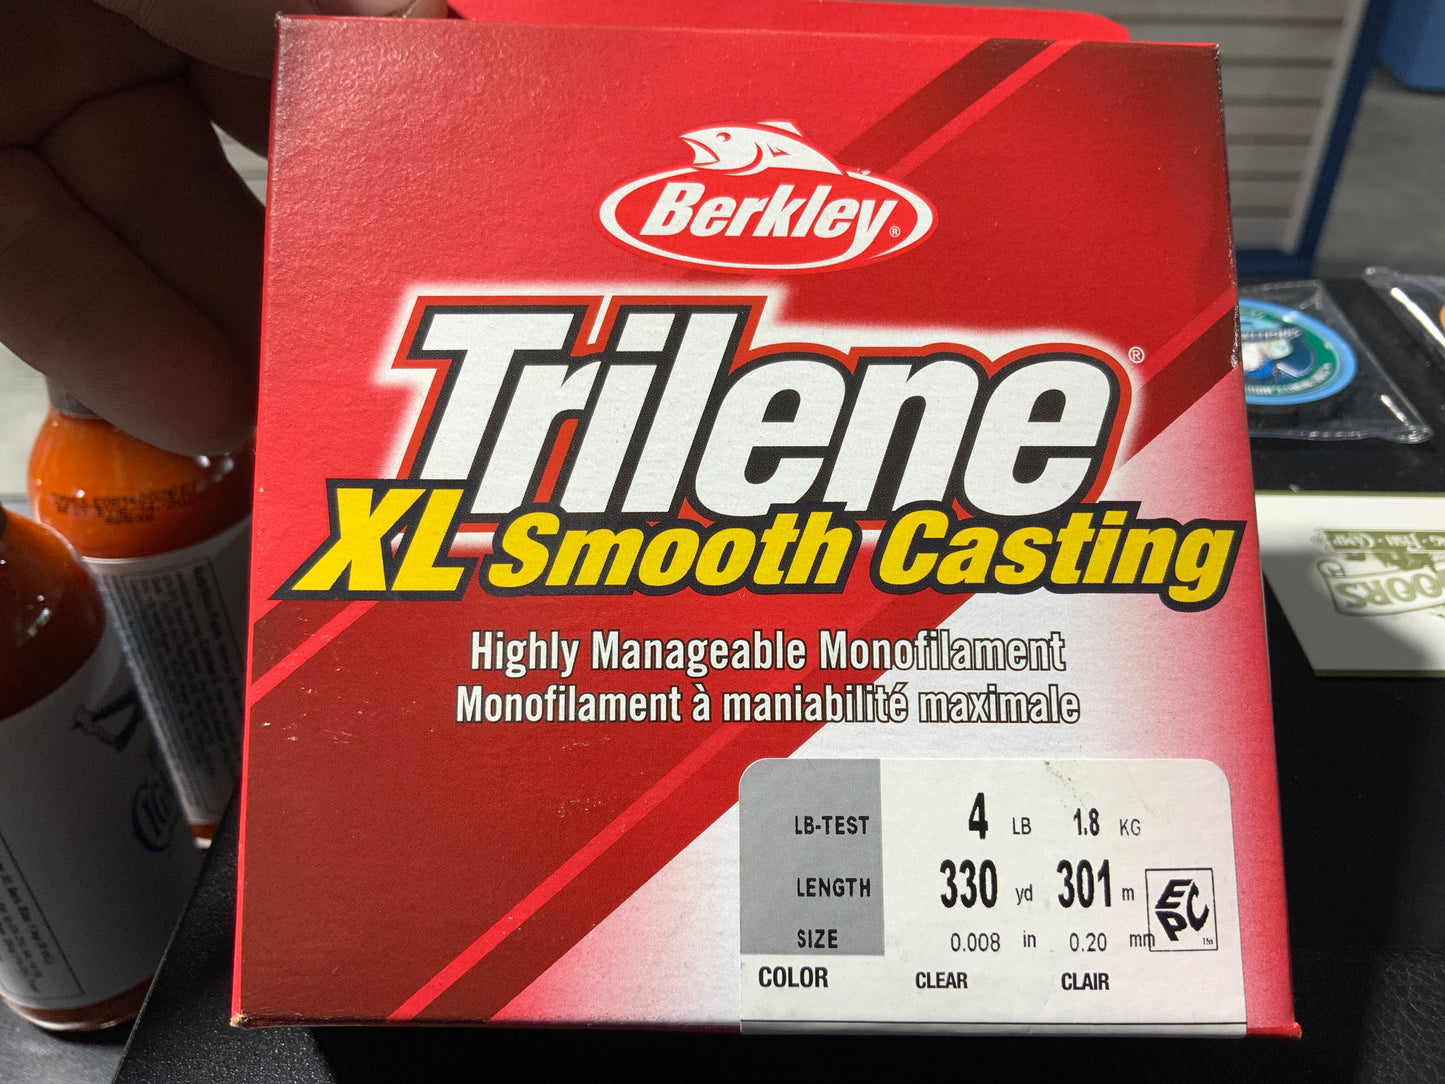 Berkley®
Trilene®
XL Smooth Casting
Highly Manageable Monofilament
Monofilament à maniabilité maximale
LB-TEST 4 LB 1.8 KG
LENGTH 330 yd 301 m
SIZE 0.008 in 0.20 mm
EPC
COLOR CLEAR CLAIR